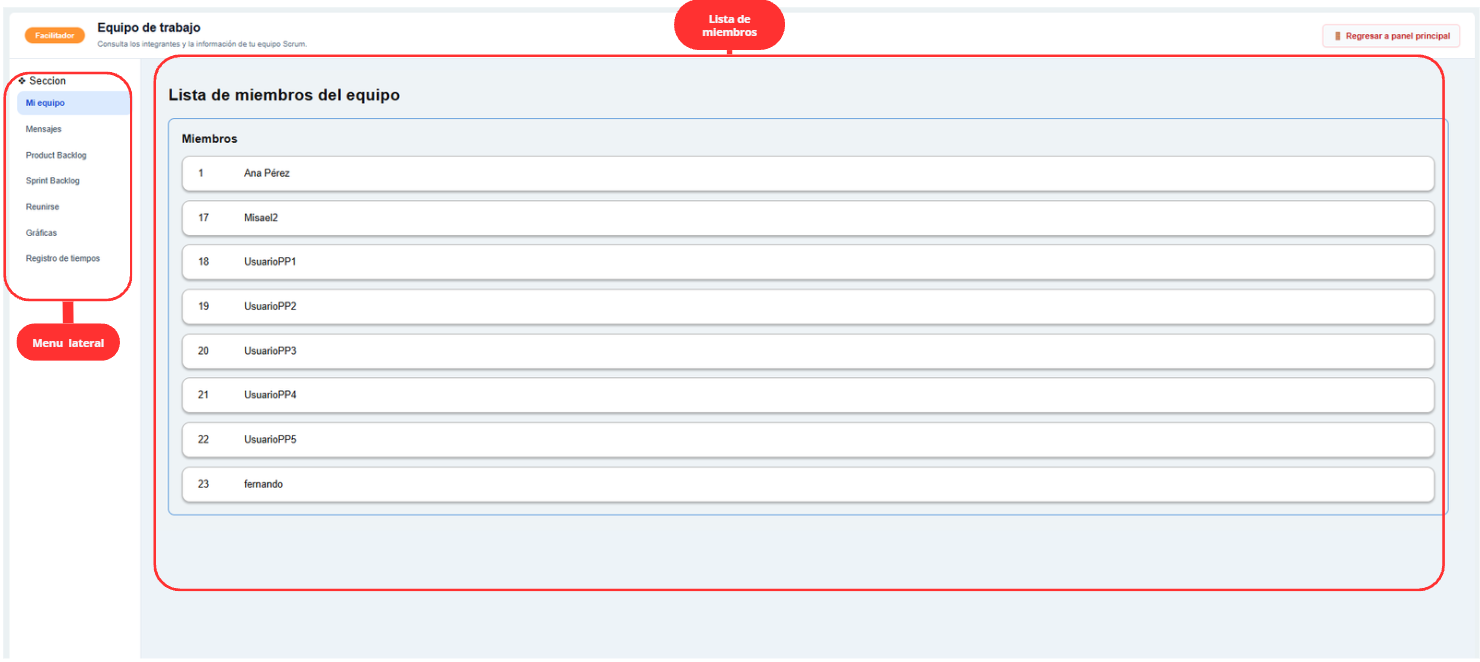 Facilitador
Equipo de trabajo
Consulta los integrantes y la información de tu equipo Scrum.
Lista de
miembros
Regresar a panel principal
❖ Seccion
Mi equipo
Mensajes
Product Backlog
Sprint Backlog
Reunirse
Gráficas
Registro de tiempos
Menu lateral
Lista de miembros del equipo
Miembros
1 Ana Pérez
17 Misael2
18 UsuarioPP1
19 UsuarioPP2
20 UsuarioPP3
21 UsuarioPP4
22 UsuarioPP5
23 fernando